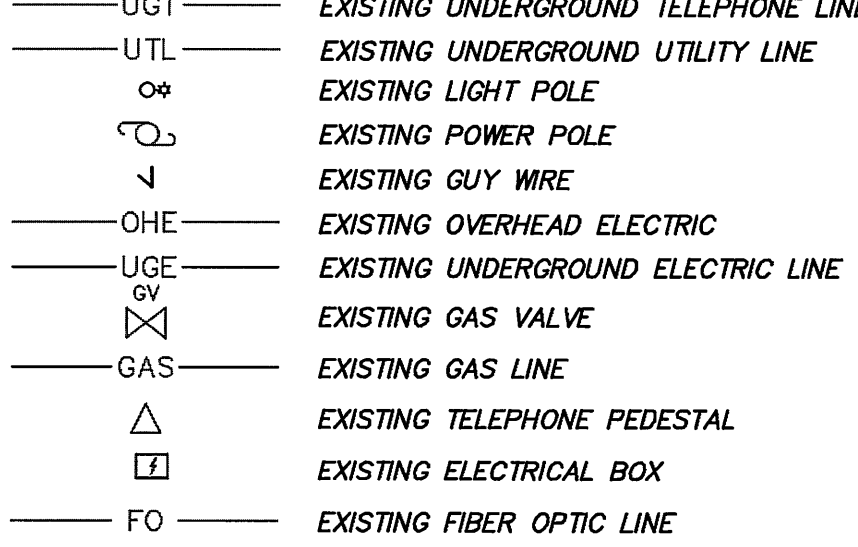 UGT EXISTING UNDERGROUND TELEPHONE LINE
UTL EXISTING UNDERGROUND UTILITY LINE
EXISTING LIGHT POLE
EXISTING POWER POLE
EXISTING GUY WIRE
OHE EXISTING OVERHEAD ELECTRIC
UGE EXISTING UNDERGROUND ELECTRIC LINE
GV EXISTING GAS VALVE
GAS EXISTING GAS LINE
EXISTING TELEPHONE PEDESTAL
EXISTING ELECTRICAL BOX
FO EXISTING FIBER OPTIC LINE